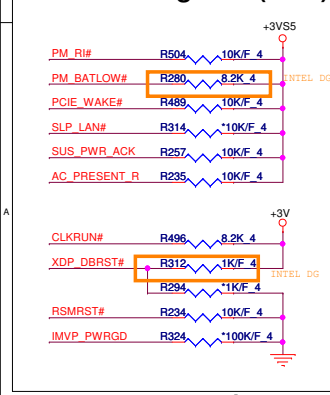 +3VS5
PM_RI# R504 10K/F_4
PM_BATLOW# R280 8.2K_4 INTEL DG
PCIE_WAKE# R489 10K/F_4
SLP_LAN# R314 *10K/F_4
SUS_PWR_ACK R257 10K/F_4
AC_PRESENT_R R235 10K/F_4
A
+3V
CLKRUN# R496 8.2K_4
XDP_DBRST# R312 1K/F_4 INTEL DG
R294 *1K/F_4
RSMRST# R234 10K/F_4
IMVP_PWRGD R324 *100K/F_4